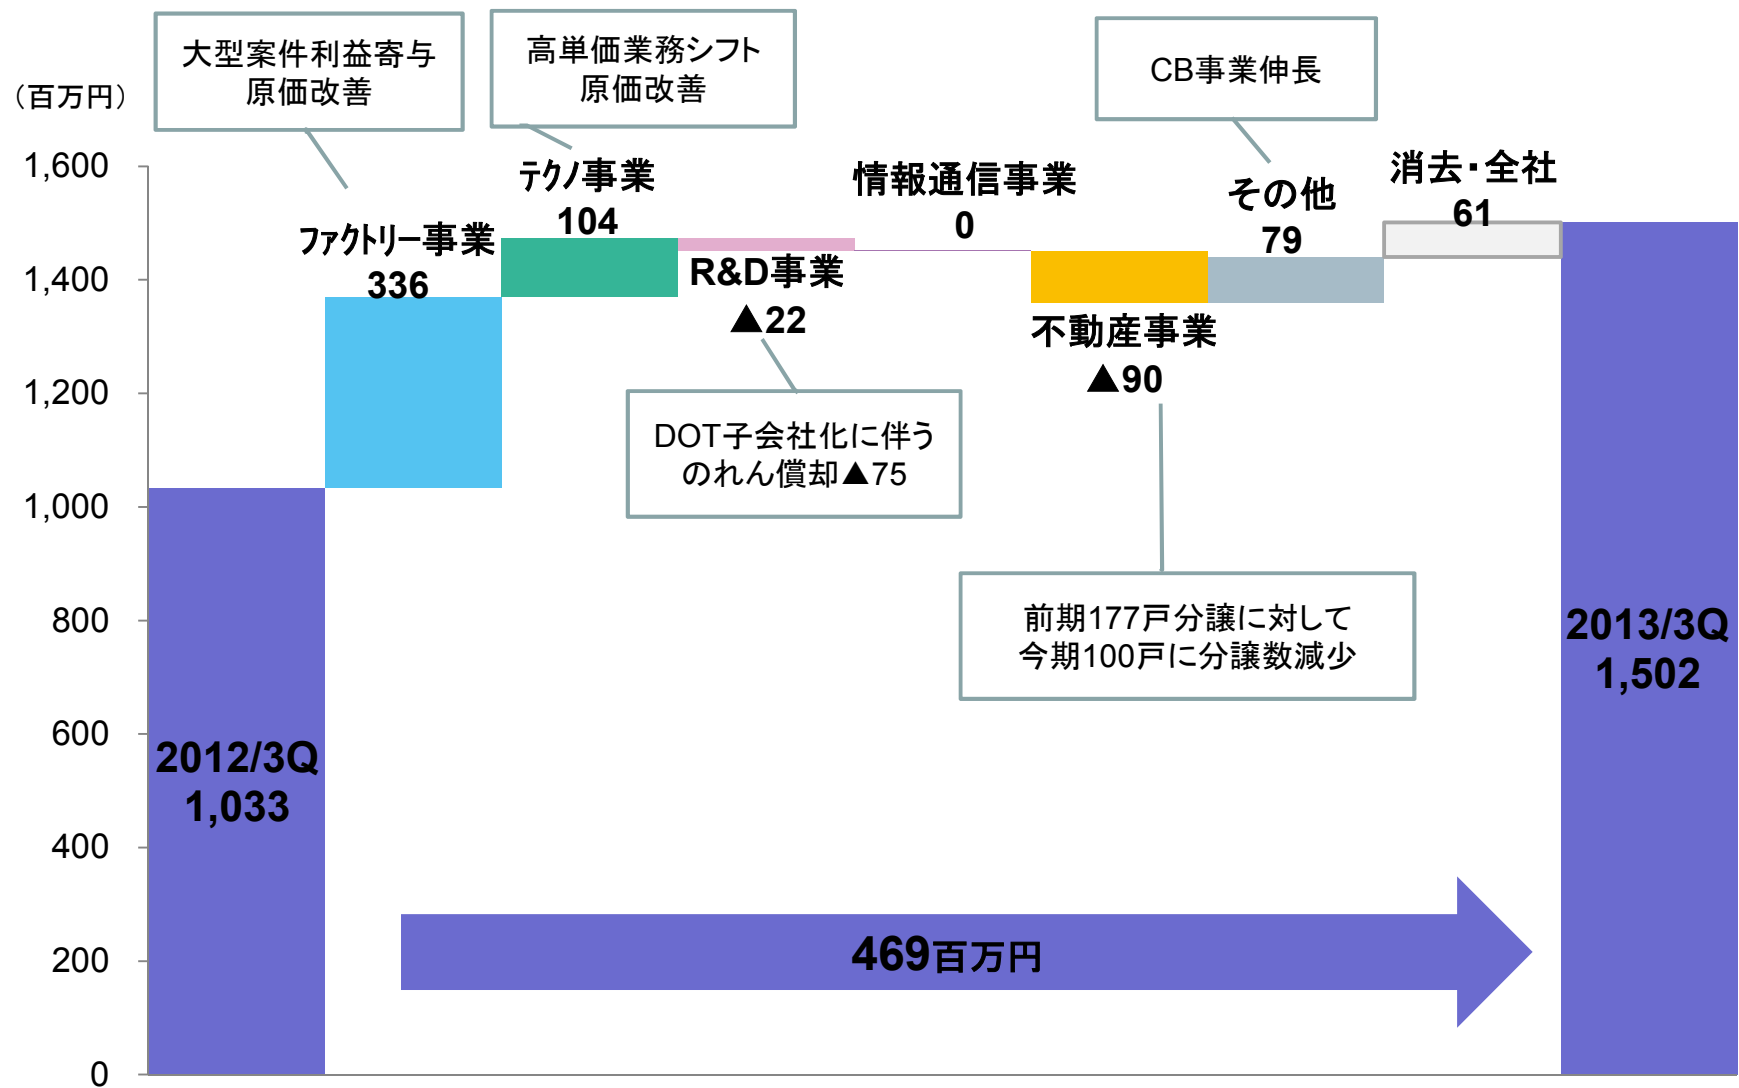 大型案件利益寄与
原価改善
高単価業務シフト
原価改善
CB事業伸長
（百万円）
1,600
1,400
1,200
1,000
800
600
400
200
0
2012/3Q
1,033
ファクトリー事業
336
テクノ事業
104
R&D事業
▲22
DOT子会社化に伴う
のれん償却▲75
情報通信事業
0
不動産事業
▲90
前期177戸分譲に対して
今期100戸に分譲数減少
その他
79
消去・全社
61
2013/3Q
1,502
469百万円